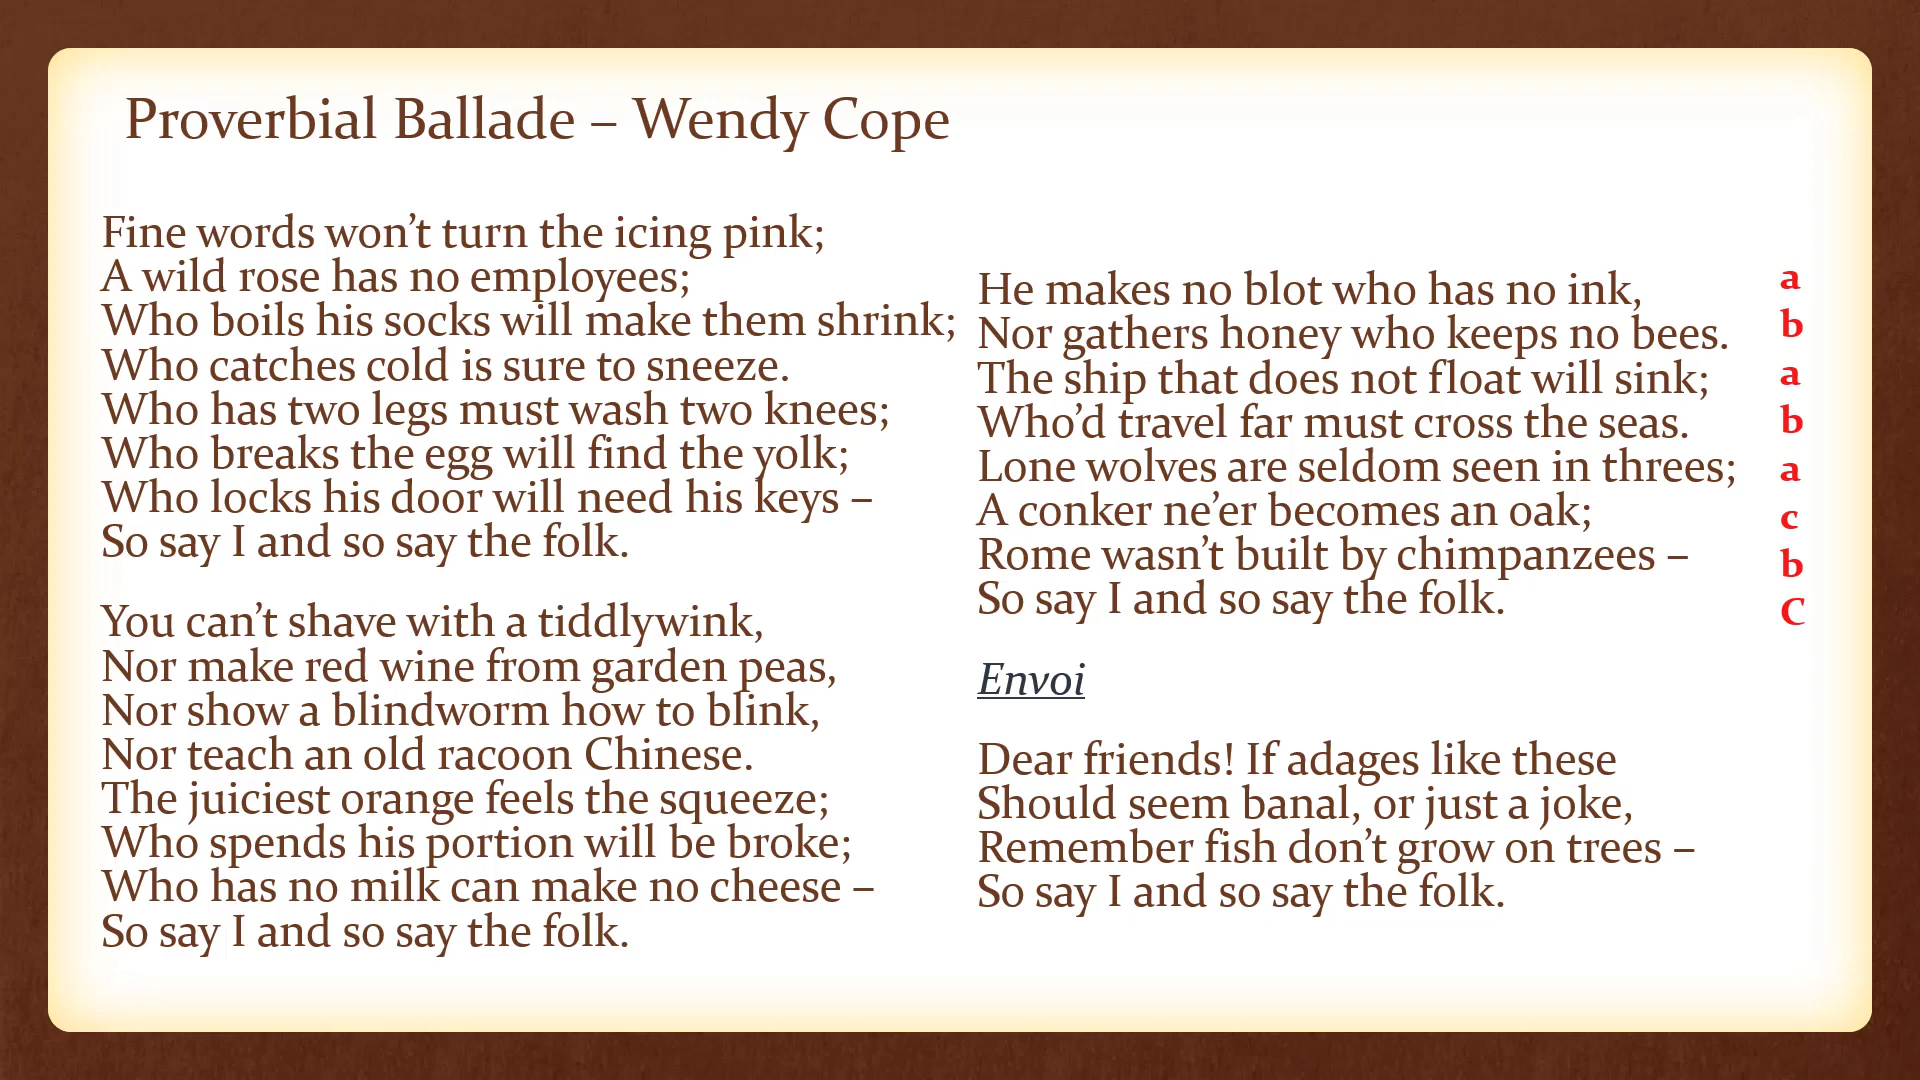 Proverbial Ballade – Wendy Cope
Fine words won’t turn the icing pink;
A wild rose has no employees;
Who boils his socks will make them shrink;
Who catches cold is sure to sneeze.
Who has two legs must wash two knees;
Who breaks the egg will find the yolk;
Who locks his door will need his keys –
So say I and so say the folk.
You can’t shave with a tiddlywink,
Nor make red wine from garden peas,
Nor show a blindworm how to blink,
Nor teach an old racoon Chinese.
The juiciest orange feels the squeeze;
Who spends his portion will be broke;
Who has no milk can make no cheese –
So say I and so say the folk.
He makes no blot who has no ink,
Nor gathers honey who keeps no bees.
The ship that does not float will sink;
Who’d travel far must cross the seas.
Lone wolves are seldom seen in threes;
A conker ne’er becomes an oak;
Rome wasn’t built by chimpanzees –
So say I and so say the folk.
Envoi
Dear friends! If adages like these
Should seem banal, or just a joke,
Remember fish don’t grow on trees –
So say I and so say the folk.
a
b
a
b
a
c
b
C